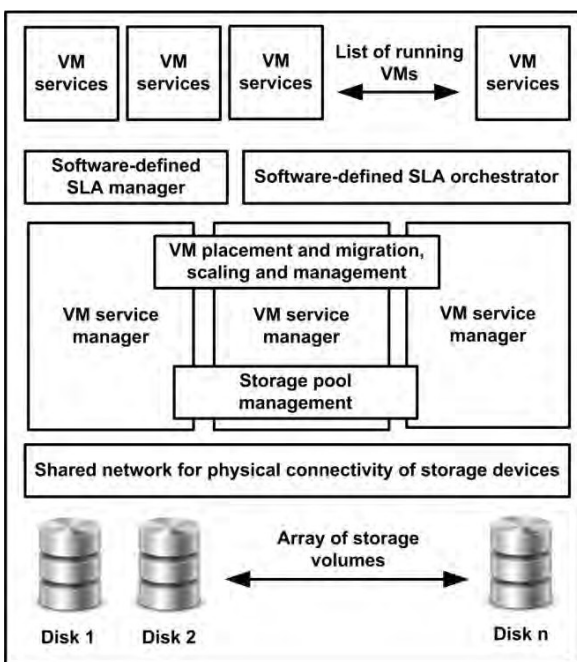 VM
services
VM
services
VM
services
List of running
VMs
VM
services
Software-defined
SLA manager
Software-defined SLA orchestrator
VM placement and migration,
scaling and management
VM service
manager
VM service
manager
VM service
manager
Storage pool
management
Shared network for physical connectivity of storage devices
Array of storage
volumes
Disk 1
Disk 2
Disk n